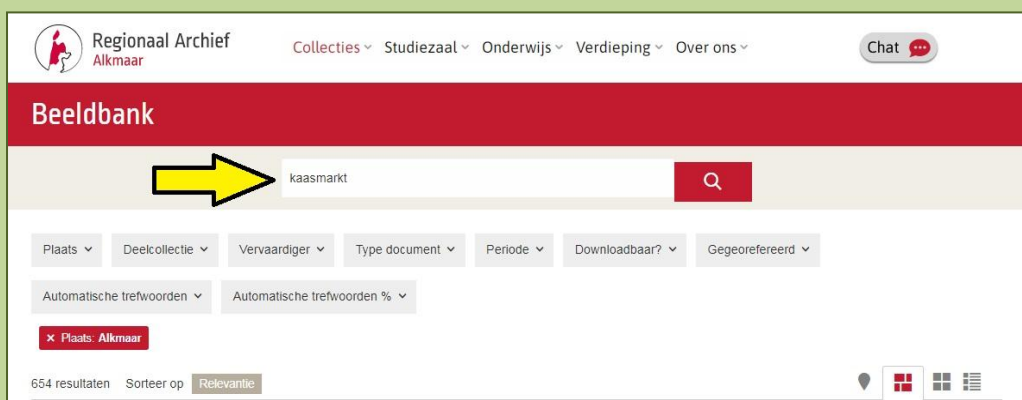 Regionaal Archief
Alkmaar
Collecties Studiezaal Onderwijs Verdieping Over ons
Chat
Beeldbank
kaasmarkt
Plaats Deelcollectie Vervaardiger Type document Periode Downloadbaar? Gegeorefereerd
Automatische trefwoorden Automatische trefwoorden %
× Plaats: Alkmaar
654 resultaten Sorteer op Relevantie